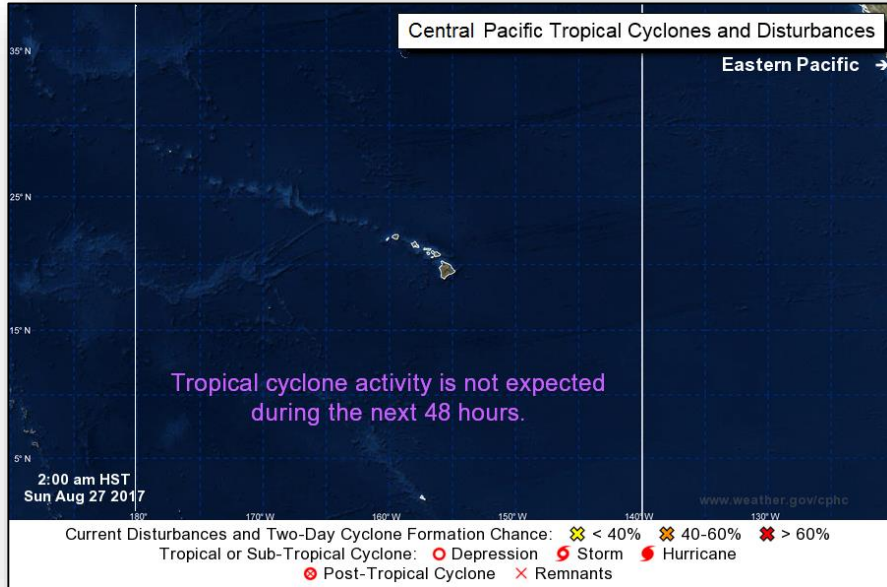 Central Pacific Tropical Cyclones and Disturbances
35° N
Eastern Pacific →
25° N
15° N
Tropical cyclone activity is not expected
during the next 48 hours.
5° N
2:00 am HST
Sun Aug 27 2017
www.weather.gov/cphc
180° 170° W 160° W 150° W 140° W 130° W
Current Disturbances and Two-Day Cyclone Formation Chance: < 40% 40-60% > 60%
Tropical or Sub-Tropical Cyclone: Depression Storm Hurricane
Post-Tropical Cyclone Remnants